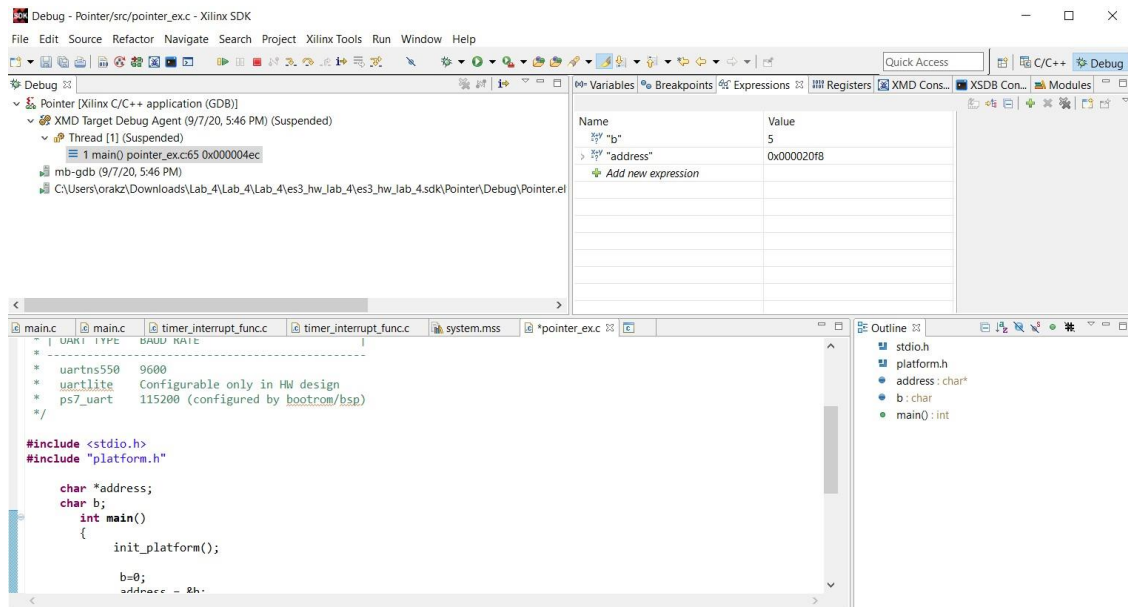 SDK Debug - Pointer/src/pointer_ex.c - Xilinx SDK
File Edit Source Refactor Navigate Search Project Xilinx Tools Run Window Help
Quick Access C/C++ Debug
Debug
Pointer [Xilinx C/C++ application (GDB)]
XMD Target Debug Agent (9/7/20, 5:46 PM) (Suspended)
Thread [1] (Suspended)
1 main() pointer_ex.c:65 0x000004ec
mb-gdb (9/7/20, 5:46 PM)
C:\Users\orakz\Downloads\Lab_4\Lab_4\Lab_4\es3_hw_lab_4\es3_hw_lab_4.sdk\Pointer\Debug\Pointer.el
Variables Breakpoints Expressions Registers XMD Cons... XSDB Con... Modules
Name Value
"b" 5
"address" 0x000020f8
Add new expression
main.c main.c timer_interrupt_func.c timer_interrupt_func.c system.mss *pointer_ex.c
* | UART TYPE BAUD RATE |
* ------------------------------------------------
* uartns550 9600
* uartlite Configurable only in HW design
* ps7_uart 115200 (configured by bootrom/bsp)
*/
#include <stdio.h>
#include "platform.h"
char *address;
char b;
int main()
{
init_platform();
b=0;
address = &b;
Outline
stdio.h
platform.h
address : char*
b : char
main() : int